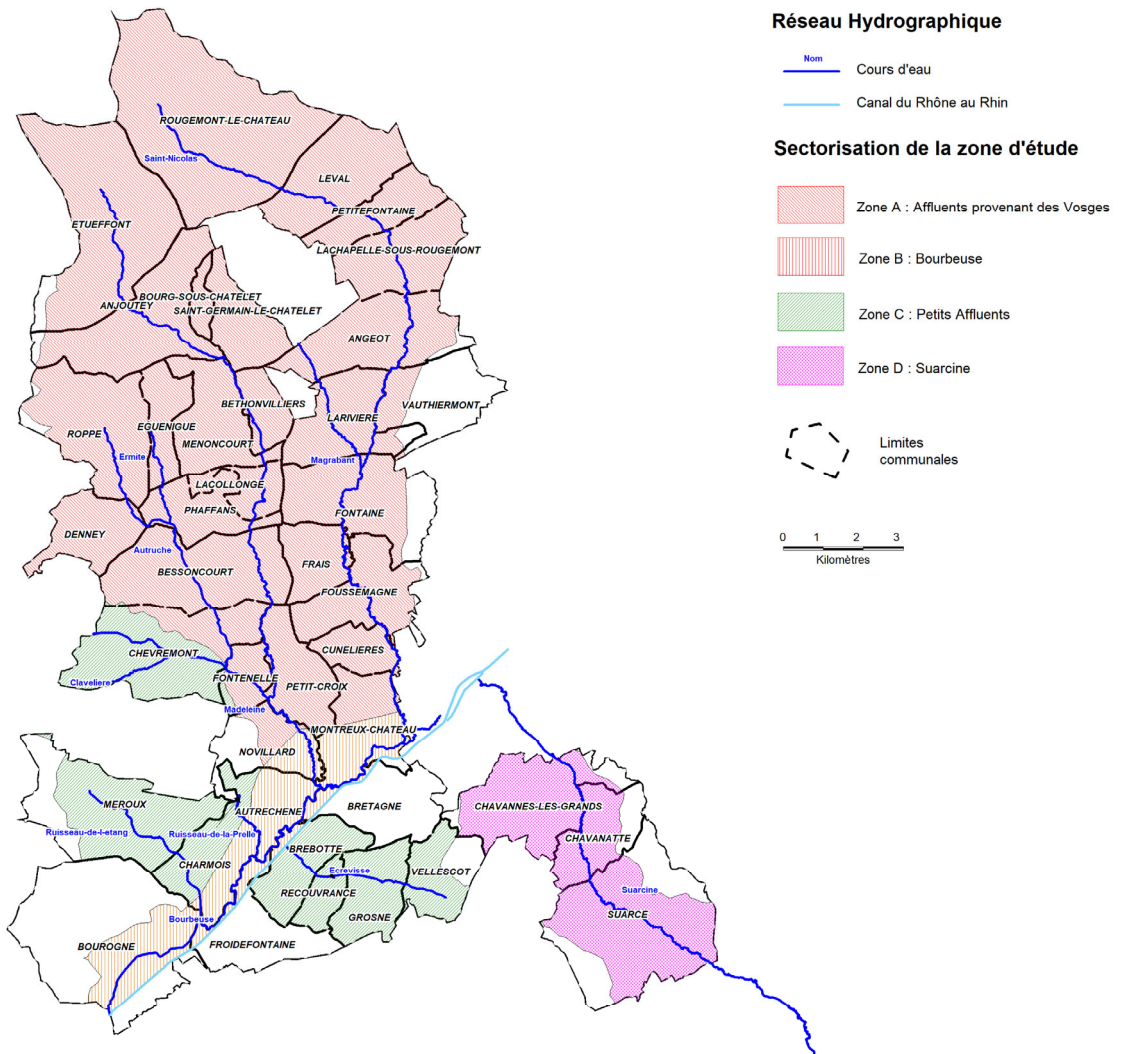 Réseau Hydrographique
Nom
Cours d'eau
Canal du Rhône au Rhin
Sectorisation de la zone d'étude
Zone A : Affluents provenant des Vosges
Zone B : Bourbeuse
Zone C : Petits Affluents
Zone D : Suarcine
Limites
communales
0 1 2 3
Kilomètres
ROUGEMONT-LE-CHATEAU
Saint-Nicolas
LEVAL
PETITEFONTAINE
ETUEFFONT
LACHAPELLE-SOUS-ROUGEMONT
BOURG-SOUS-CHATELET
ANJOUTEY
SAINT-GERMAIN-LE-CHATELET
ANGEOT
BETHONVILLIERS
VAUTHIERMONT
LARIVIERE
EGUENIGUE
ROPPE
MENONCOURT
Ermite
Magrabant
LACOLLONGE
PHAFFANS
FONTAINE
DENNEY
Autruche
BESSONCOURT
FRAIS
FOUSSEMAGNE
CHEVREMONT
CUNELIERES
Claveliere
FONTENELLE
PETIT-CROIX
Madeleine
MONTREUX-CHATEAU
NOVILLARD
MEROUX
AUTRECHENE
BRETAGNE
CHAVANNES-LES-GRANDS
Ruisseau-de-l-etang
Ruisseau-de-la-Prelle
CHAVANATTE
BREBOTTE
CHARMOIS
Ecrevisse
VELLESCOT
RECOUVRANCE
Suarcine
GROSNE
SUARCE
Bourbeuse
BOUROGNE
FROIDEFONTAINE